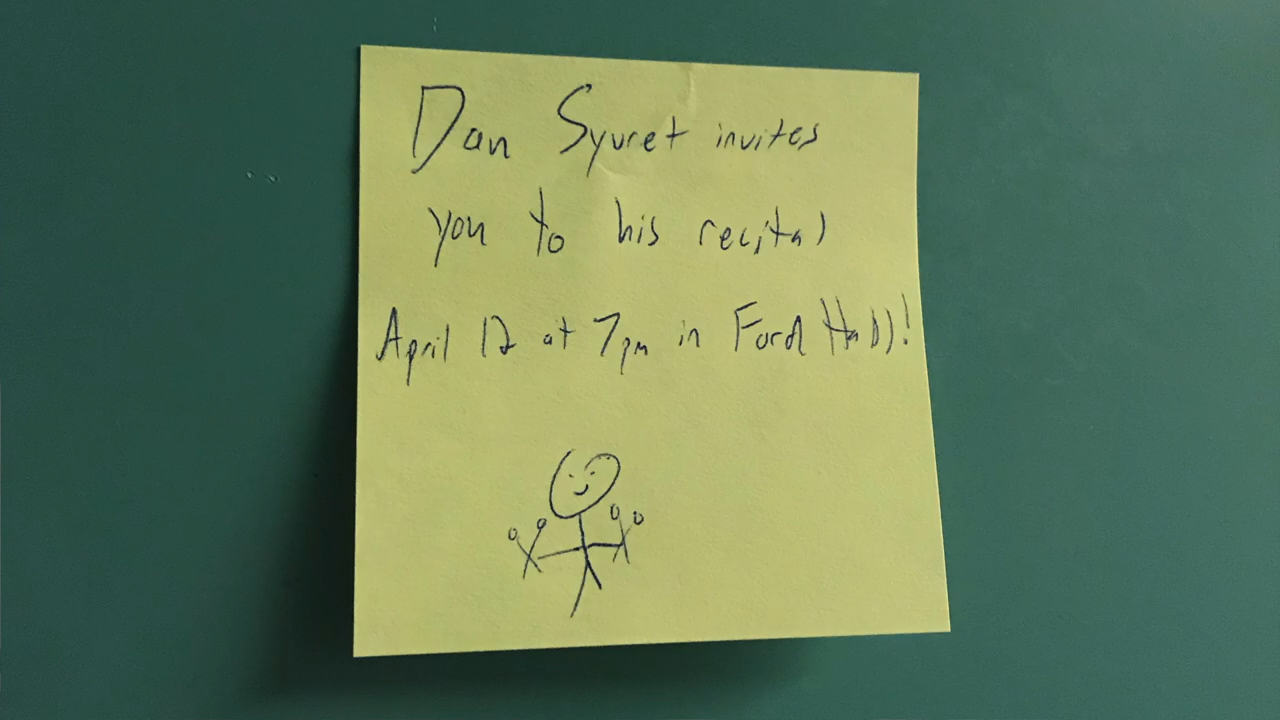 Dan Syuret invites
you to his recital
April 12 at 7pm in Ford Hall!